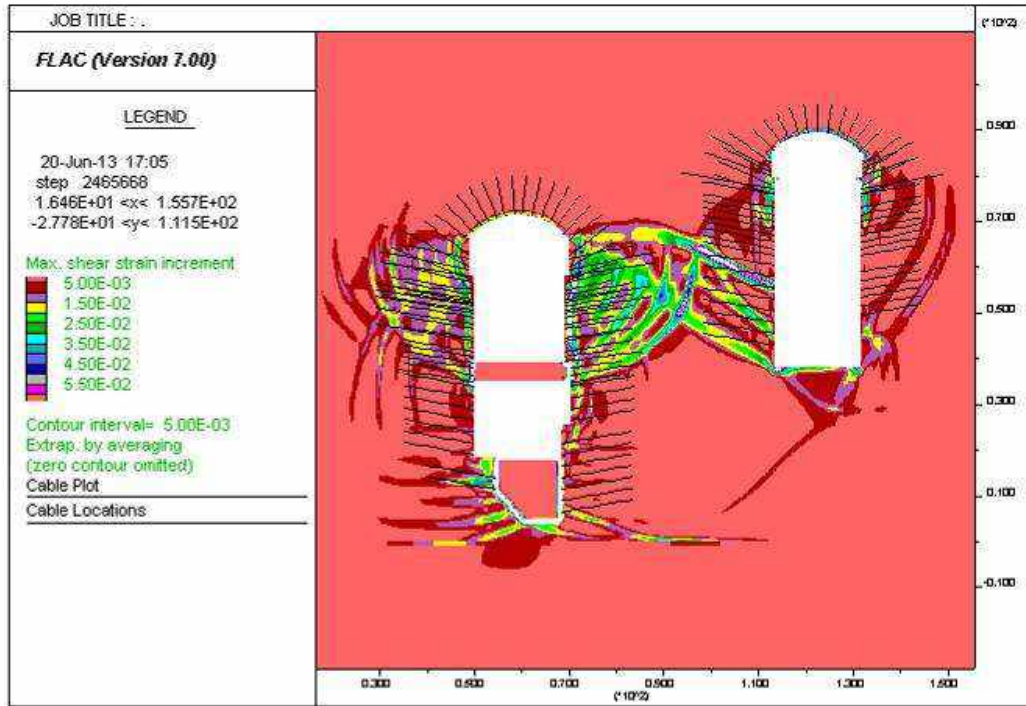 JOB TITLE : .
FLAC (Version 7.00)
LEGEND
20-Jun-13 17:05
step 2465668
1.646E+01 <x< 1.557E+02
-2.778E+01 <y< 1.115E+02
Max. shear strain increment
5.00E-03
1.50E-02
2.50E-02
3.50E-02
4.50E-02
5.50E-02
Contour interval= 5.00E-03
Extrap. by averaging
(zero contour omitted)
Cable Plot
Cable Locations
(*10^2)
0.900
0.700
0.500
0.300
0.100
-0.100
0.300 0.500 0.700 0.900 1.100 1.300 1.500
(*10^2)